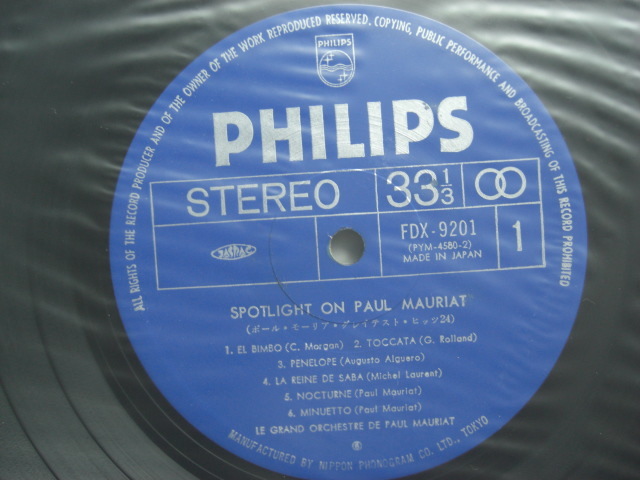 ALL RIGHTS OF THE RECORD PRODUCER AND OF THE OWNER OF THE WORK REPRODUCED RESERVED. COPYING, PUBLIC PERFORMANCE AND BROADCASTING OF THIS RECORD PROHIBITED
PHILIPS
PHILIPS
STEREO
33 1/3
JASRAC
FDX-9201
(PYM-4580-2)
MADE IN JAPAN
1
SPOTLIGHT ON PAUL MAURIAT
(ポール・モーリア・グレイテスト・ヒッツ24)
1. EL BIMBO (C. Morgan) 2. TOCCATA (G. Rolland)
3. PENELOPE (Augusto Alguero)
4. LA REINE DE SABA (Michel Laurent)
5. NOCTURNE (Paul Mauriat)
6. MINUETTO (Paul Mauriat)
LE GRAND ORCHESTRE DE PAUL MAURIAT
MANUFACTURED BY NIPPON PHONOGRAM CO. LTD., TOKYO